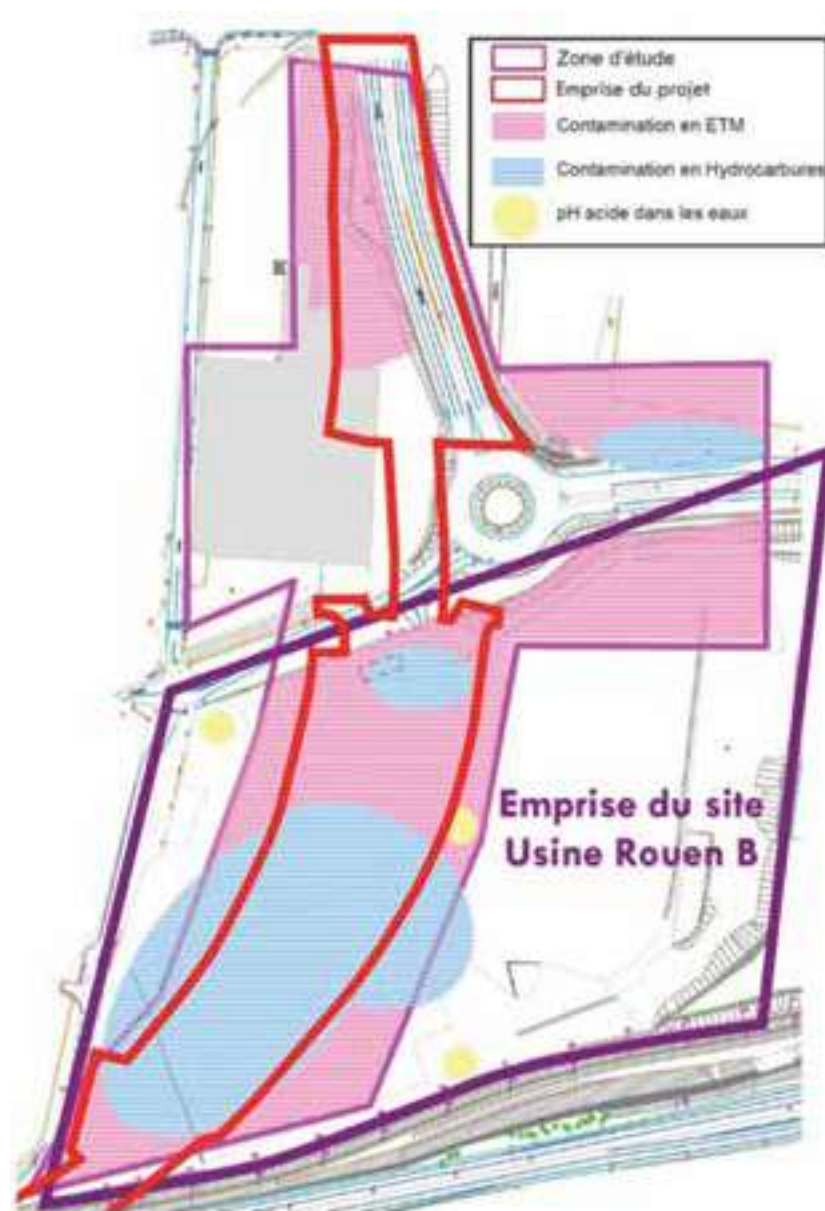 Zone d'étude
Emprise du projet
Contamination en ETM
Contamination en Hydrocarbures
pH acide dans les eaux
Emprise du site
Usine Rouen B